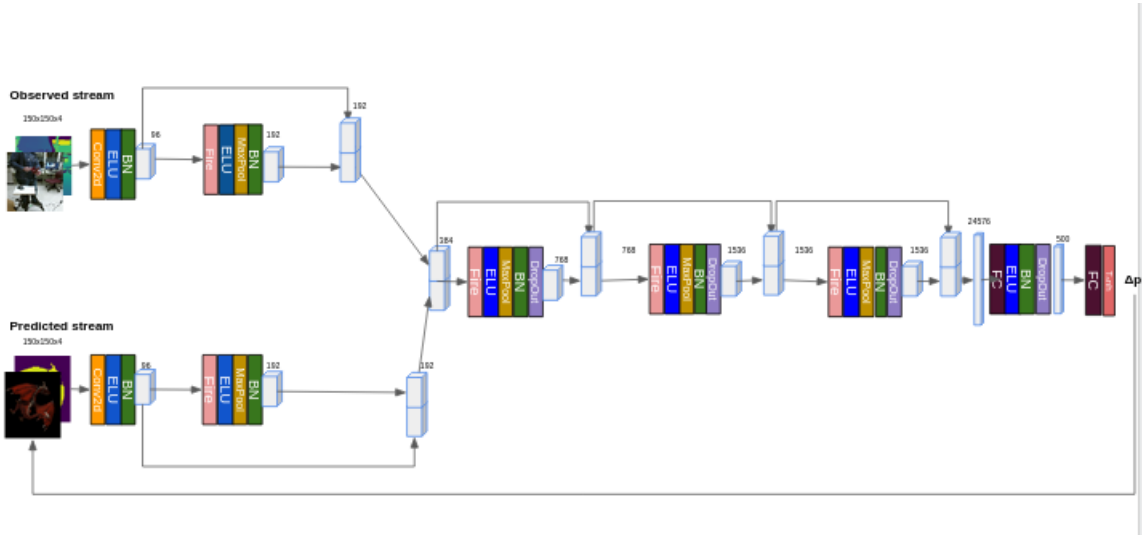 Observed stream
150x150x4
Conv2d
ELU
BN
96
Fire
ELU
MaxPool
BN
192
192
Predicted stream
150x150x4
Conv2d
ELU
BN
96
Fire
ELU
MaxPool
BN
192
192
384
Fire
ELU
MaxPool
BN
DropOut
768
768
Fire
ELU
MaxPool
BN
DropOut
1536
1536
Fire
ELU
MaxPool
BN
DropOut
1536
24576
FC
ELU
BN
DropOut
500
FC
Tanh
Δp